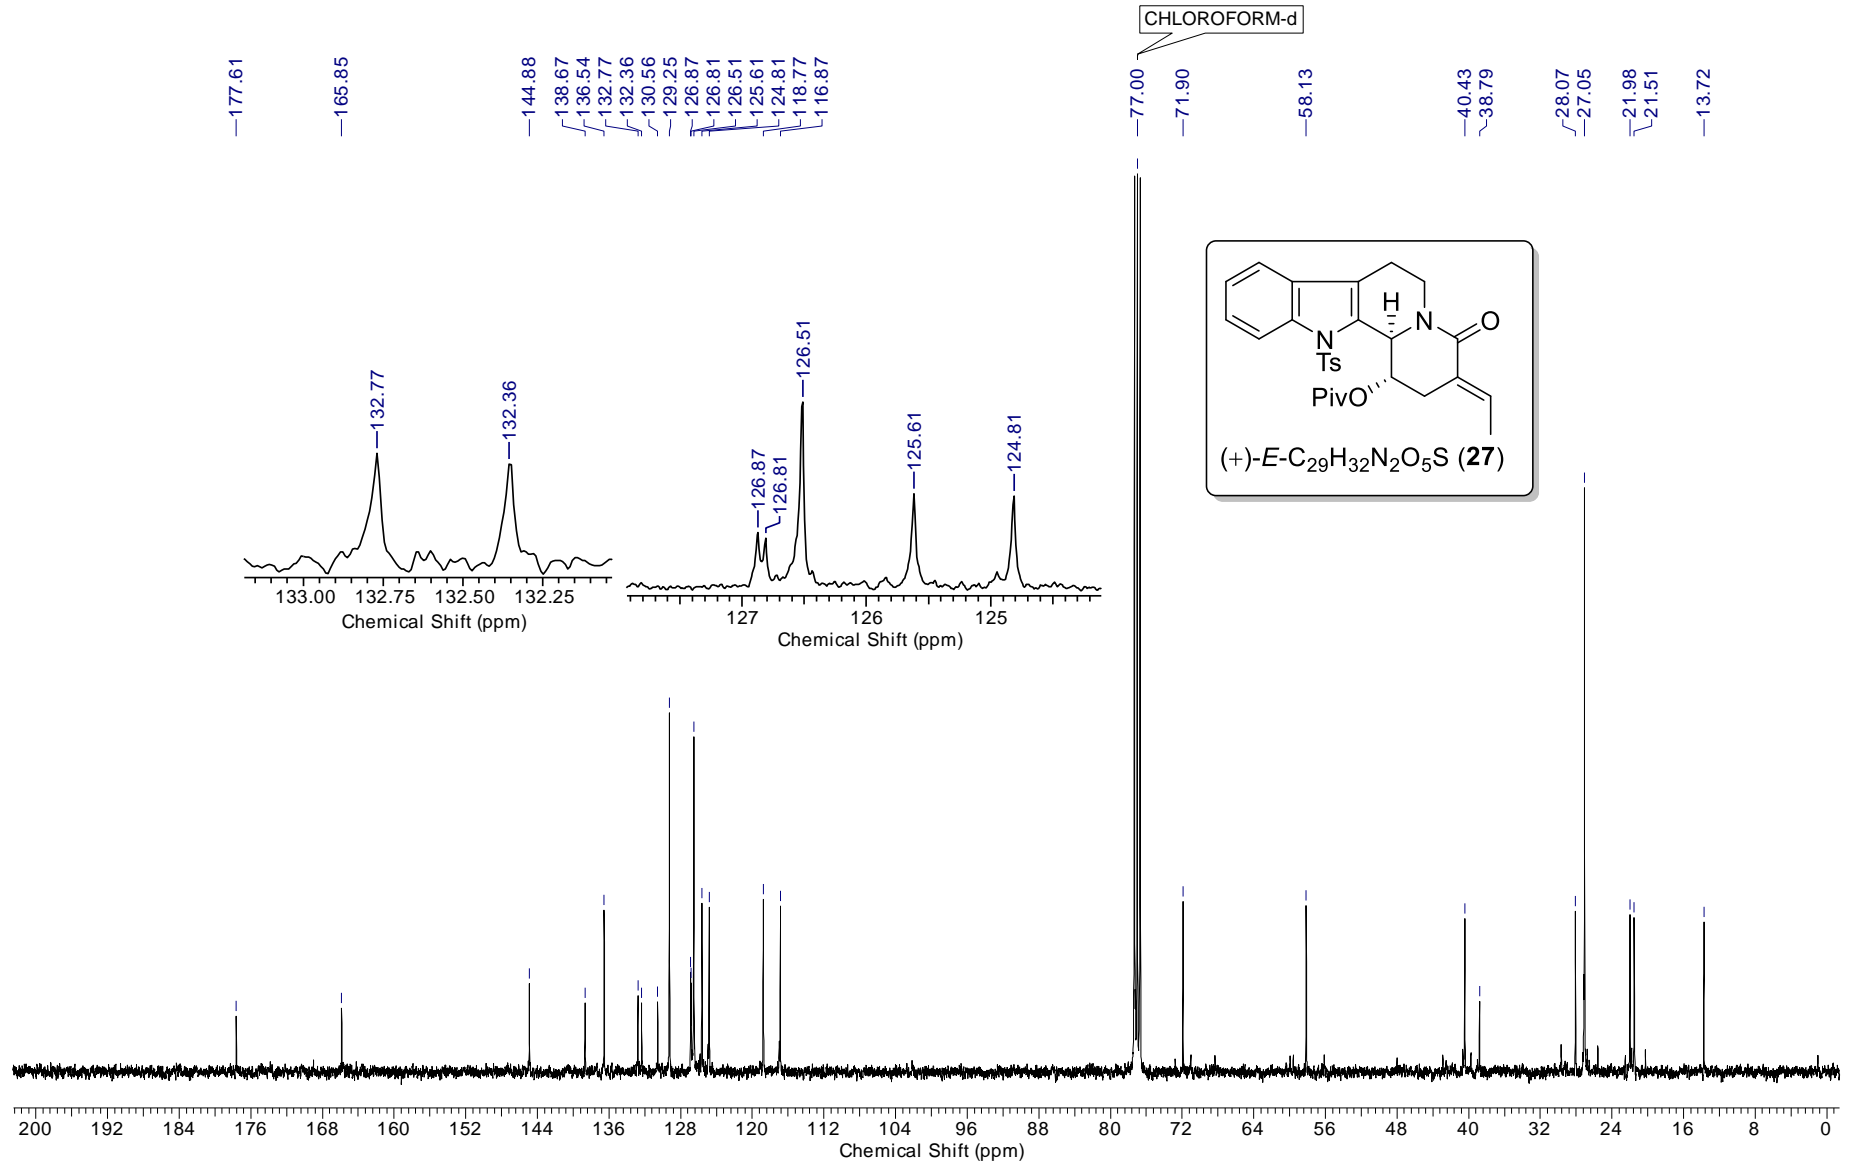 CHLOROFORM-d
177.61
165.85
144.88
138.67
136.54
132.77
132.36
130.56
129.25
126.87
126.81
126.51
125.61
124.81
118.77
116.87
77.00
71.90
58.13
40.43
38.79
28.07
27.05
21.98
21.51
13.72
132.77
132.36
133.00 132.75 132.50 132.25
Chemical Shift (ppm)
126.87
126.81
126.51
125.61
124.81
127 126 125
Chemical Shift (ppm)
H
N
O
N
Ts
PivO
(+)-E-C29H32N2O5S (27)
200 192 184 176 168 160 152 144 136 128 120 112 104 96 88 80 72 64 56 48 40 32 24 16 8 0
Chemical Shift (ppm)